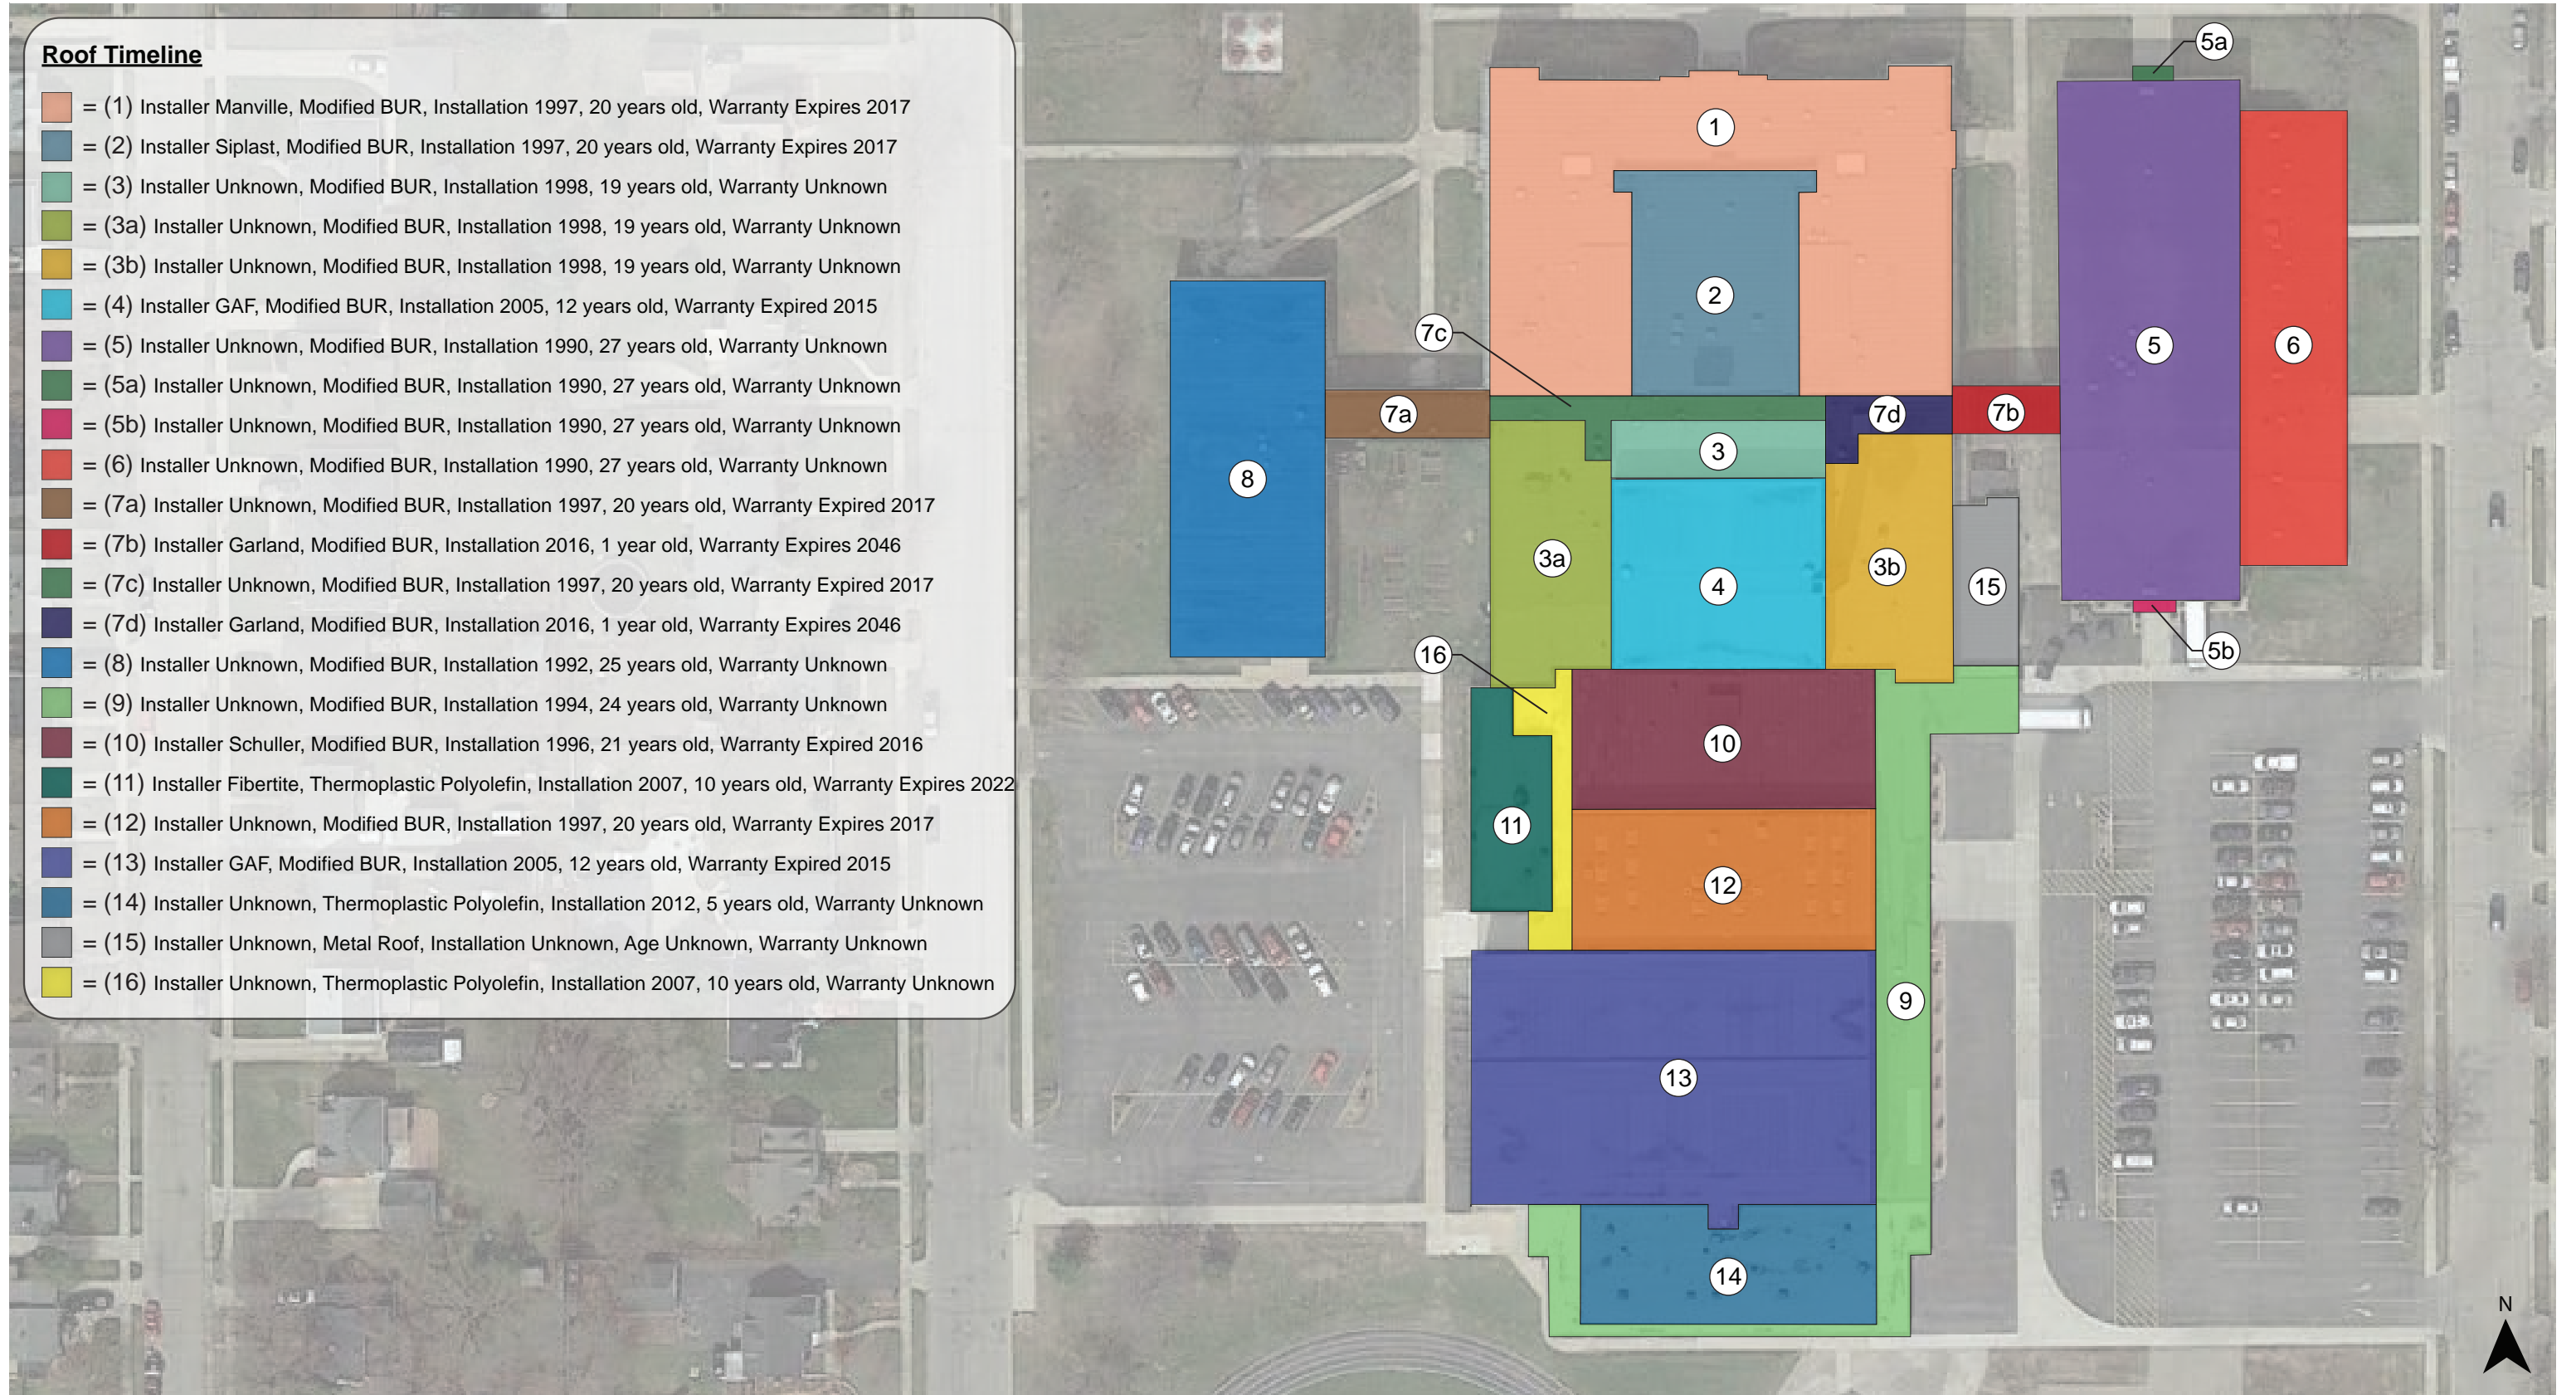 Roof Timeline
= (1) Installer Manville, Modified BUR, Installation 1997, 20 years old, Warranty Expires 2017
= (2) Installer Siplast, Modified BUR, Installation 1997, 20 years old, Warranty Expires 2017
= (3) Installer Unknown, Modified BUR, Installation 1998, 19 years old, Warranty Unknown
= (3a) Installer Unknown, Modified BUR, Installation 1998, 19 years old, Warranty Unknown
= (3b) Installer Unknown, Modified BUR, Installation 1998, 19 years old, Warranty Unknown
= (4) Installer GAF, Modified BUR, Installation 2005, 12 years old, Warranty Expired 2015
= (5) Installer Unknown, Modified BUR, Installation 1990, 27 years old, Warranty Unknown
= (5a) Installer Unknown, Modified BUR, Installation 1990, 27 years old, Warranty Unknown
= (5b) Installer Unknown, Modified BUR, Installation 1990, 27 years old, Warranty Unknown
= (6) Installer Unknown, Modified BUR, Installation 1990, 27 years old, Warranty Unknown
= (7a) Installer Unknown, Modified BUR, Installation 1997, 20 years old, Warranty Expired 2017
= (7b) Installer Garland, Modified BUR, Installation 2016, 1 year old, Warranty Expires 2046
= (7c) Installer Unknown, Modified BUR, Installation 1997, 20 years old, Warranty Expired 2017
= (7d) Installer Garland, Modified BUR, Installation 2016, 1 year old, Warranty Expires 2046
= (8) Installer Unknown, Modified BUR, Installation 1992, 25 years old, Warranty Unknown
= (9) Installer Unknown, Modified BUR, Installation 1994, 24 years old, Warranty Unknown
= (10) Installer Schuller, Modified BUR, Installation 1996, 21 years old, Warranty Expired 2016
= (11) Installer Fibertite, Thermoplastic Polyolefin, Installation 2007, 10 years old, Warranty Expires 2022
= (12) Installer Unknown, Modified BUR, Installation 1997, 20 years old, Warranty Expires 2017
= (13) Installer GAF, Modified BUR, Installation 2005, 12 years old, Warranty Expired 2015
= (14) Installer Unknown, Thermoplastic Polyolefin, Installation 2012, 5 years old, Warranty Unknown
= (15) Installer Unknown, Metal Roof, Installation Unknown, Age Unknown, Warranty Unknown
= (16) Installer Unknown, Thermoplastic Polyolefin, Installation 2007, 10 years old, Warranty Unknown
5a
1
2
7c
5
6
7a
7d
7b
3
8
3a
4
3b
15
16
5b
10
11
12
9
13
14
N